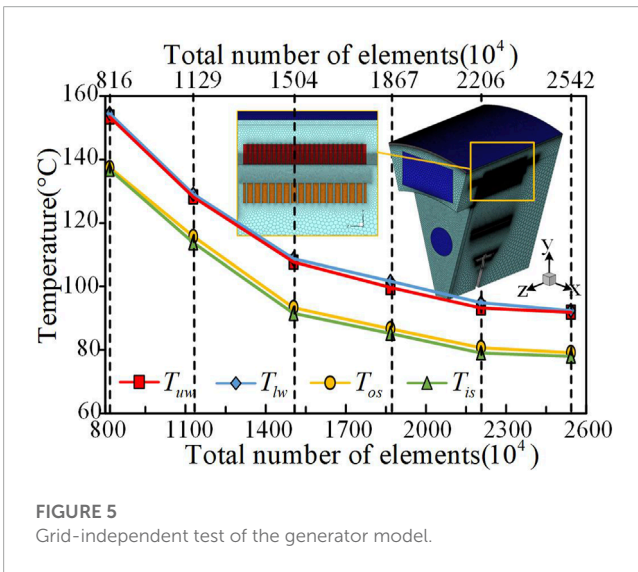 Total number of elements(10⁴)
816 1129 1504 1867 2206 2542
160
140
120
100
80
60
Temperature(°C)
Y
Z X
T_uw T_lw T_os T_is
800 1100 1400 1700 2000 2300 2600
Total number of elements(10⁴)
FIGURE 5
Grid-independent test of the generator model.